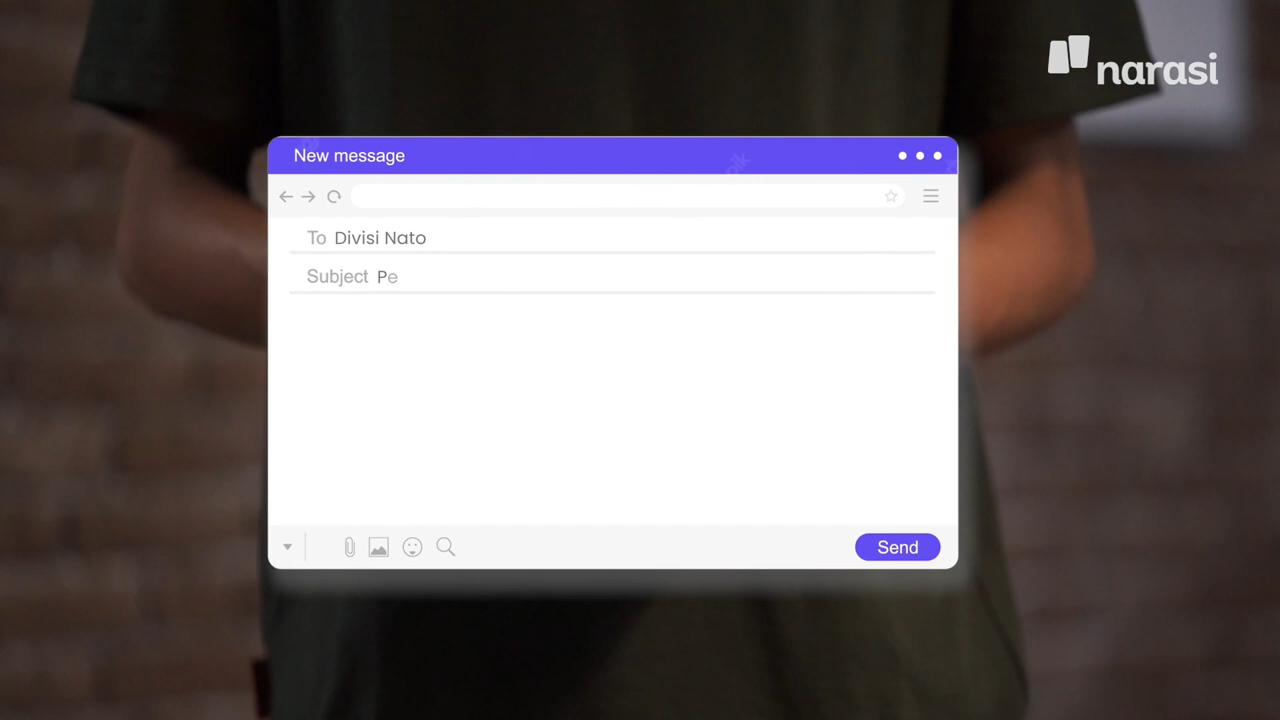 narasi
New message
To Divisi Nato
Subject Pe
Send